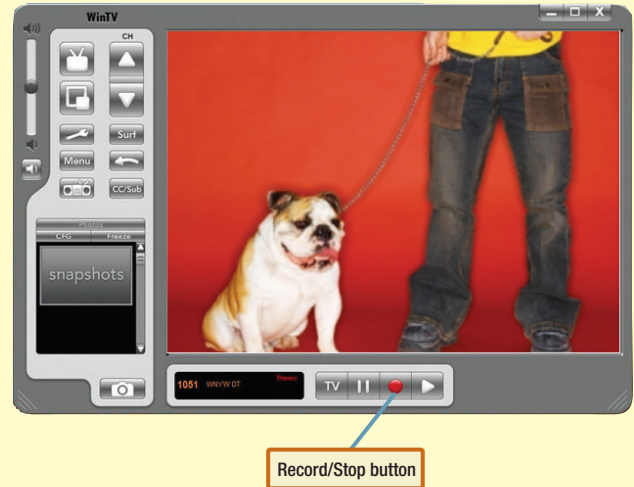 WinTV
CH
Surf
Menu
CC/Sub
Photos
CFG Freeze
snapshots
1051 WNYW DT Stereo
TV
Record/Stop button